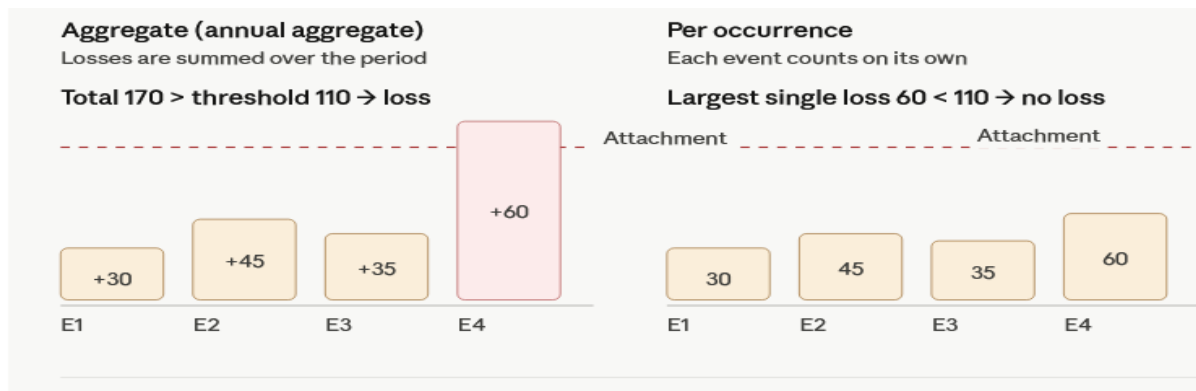 Aggregate (annual aggregate)
Losses are summed over the period
Total 170 > threshold 110 → loss
Attachment
+30
+45
+35
+60
E1
E2
E3
E4
Per occurrence
Each event counts on its own
Largest single loss 60 < 110 → no loss
Attachment
30
45
35
60
E1
E2
E3
E4